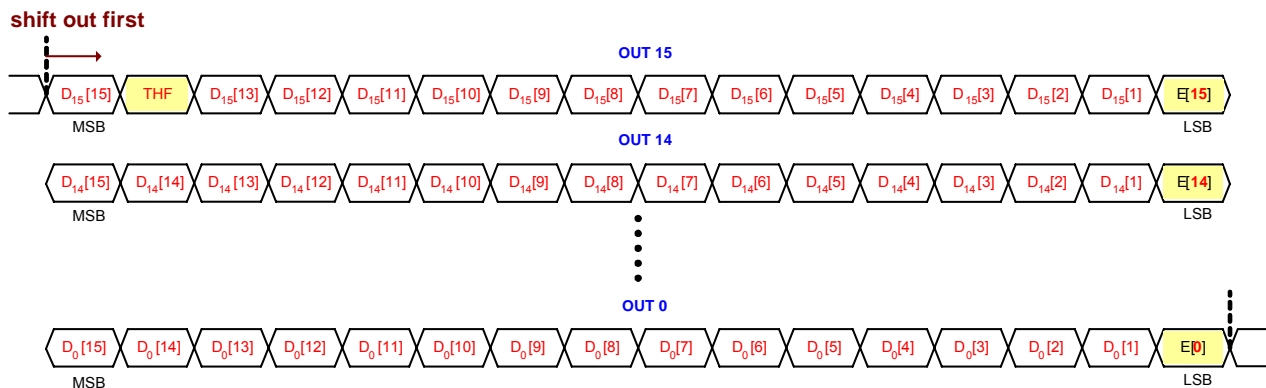 shift out first
OUT 15
D15[15] THF D15[13] D15[12] D15[11] D15[10] D15[9] D15[8] D15[7] D15[6] D15[5] D15[4] D15[3] D15[2] D15[1] E[15]
MSB LSB
OUT 14
D14[15] D14[14] D14[13] D14[12] D14[11] D14[10] D14[9] D14[8] D14[7] D14[6] D14[5] D14[4] D14[3] D14[2] D14[1] E[14]
MSB LSB
OUT 0
D0[15] D0[14] D0[13] D0[12] D0[11] D0[10] D0[9] D0[8] D0[7] D0[6] D0[5] D0[4] D0[3] D0[2] D0[1] E[0]
MSB LSB